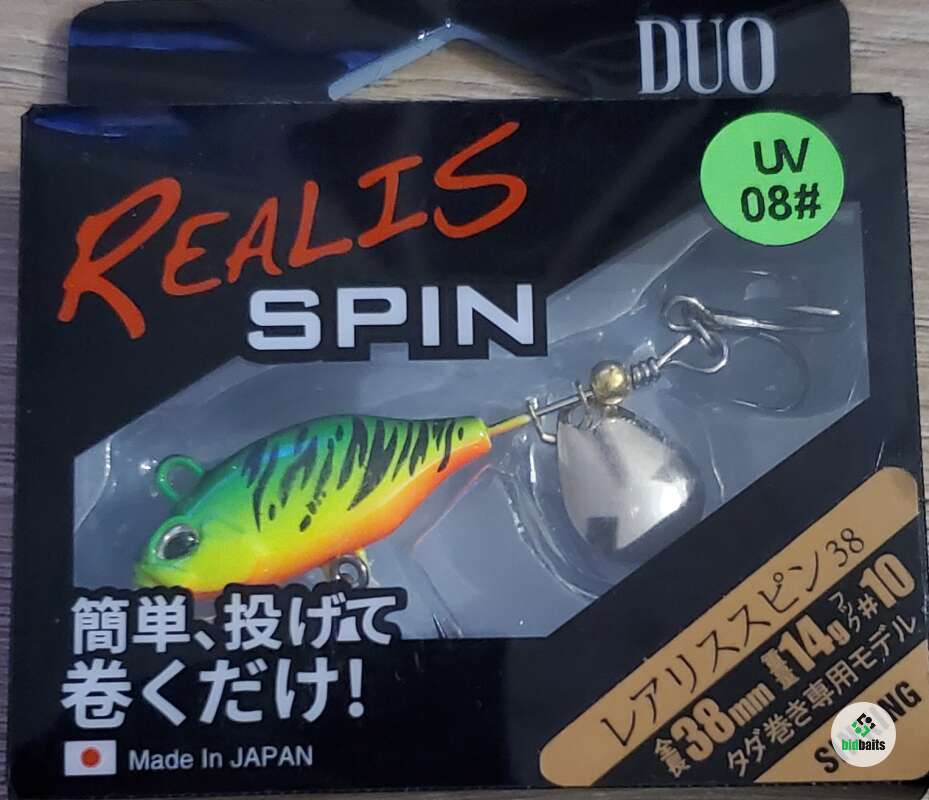 DUO
UV
08#
REALIS
SPIN
簡単、投げて
巻くだけ!
Made In JAPAN
レアリススピン 38
全長38mm 重量14g フック#10
タダ巻き専用モデル
bidbaits